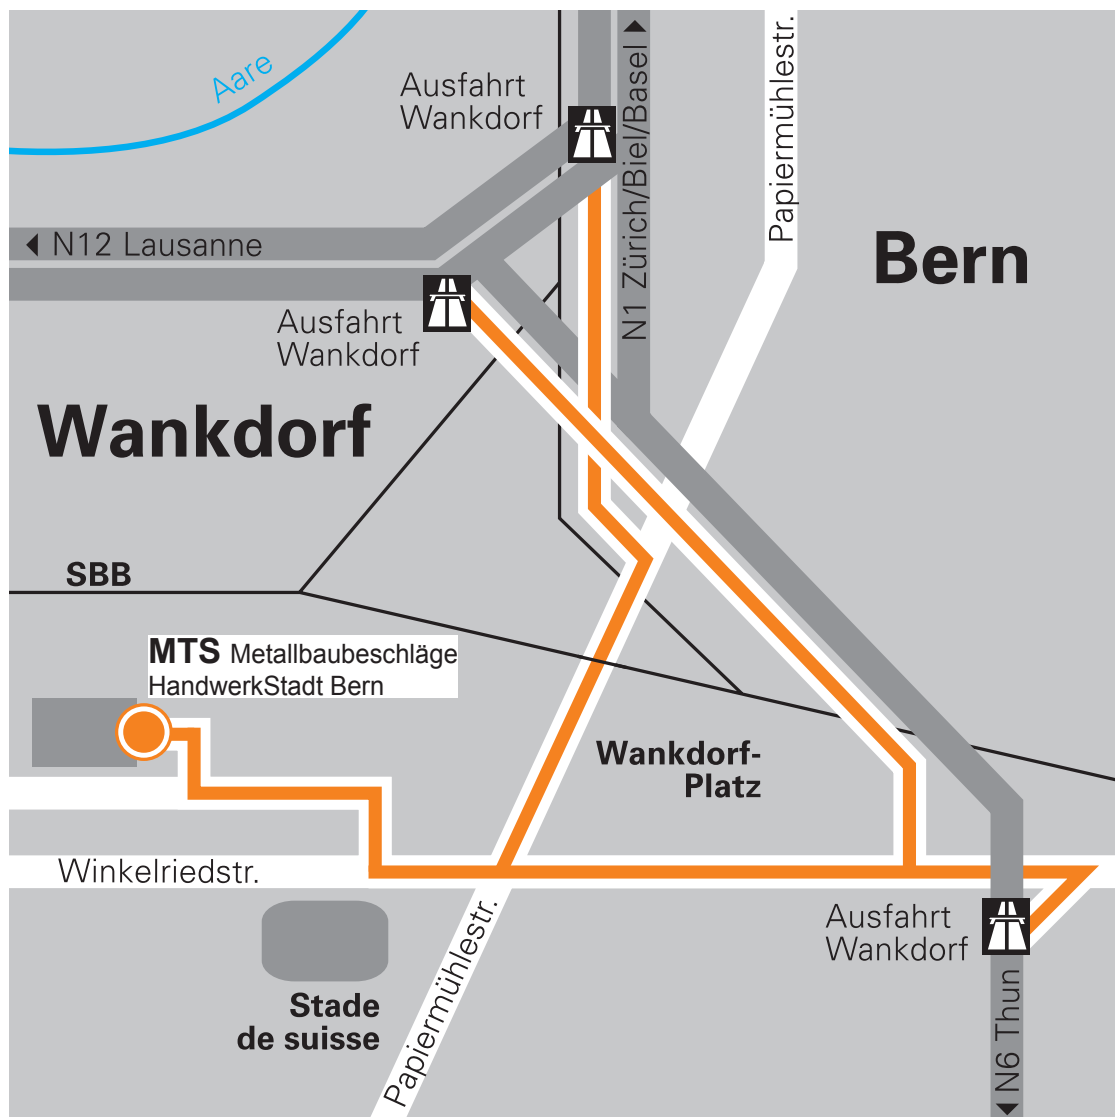 Aare
Ausfahrt
Wankdorf
N1 Zürich/Biel/Basel
Papiermühlestr.
N12 Lausanne
Bern
Ausfahrt
Wankdorf
Wankdorf
SBB
MTS Metallbaubeschläge
HandwerkStadt Bern
Wankdorf-
Platz
Winkelriedstr.
Ausfahrt
Wankdorf
Stade
de suisse
Papiermühlestr.
N6 Thun